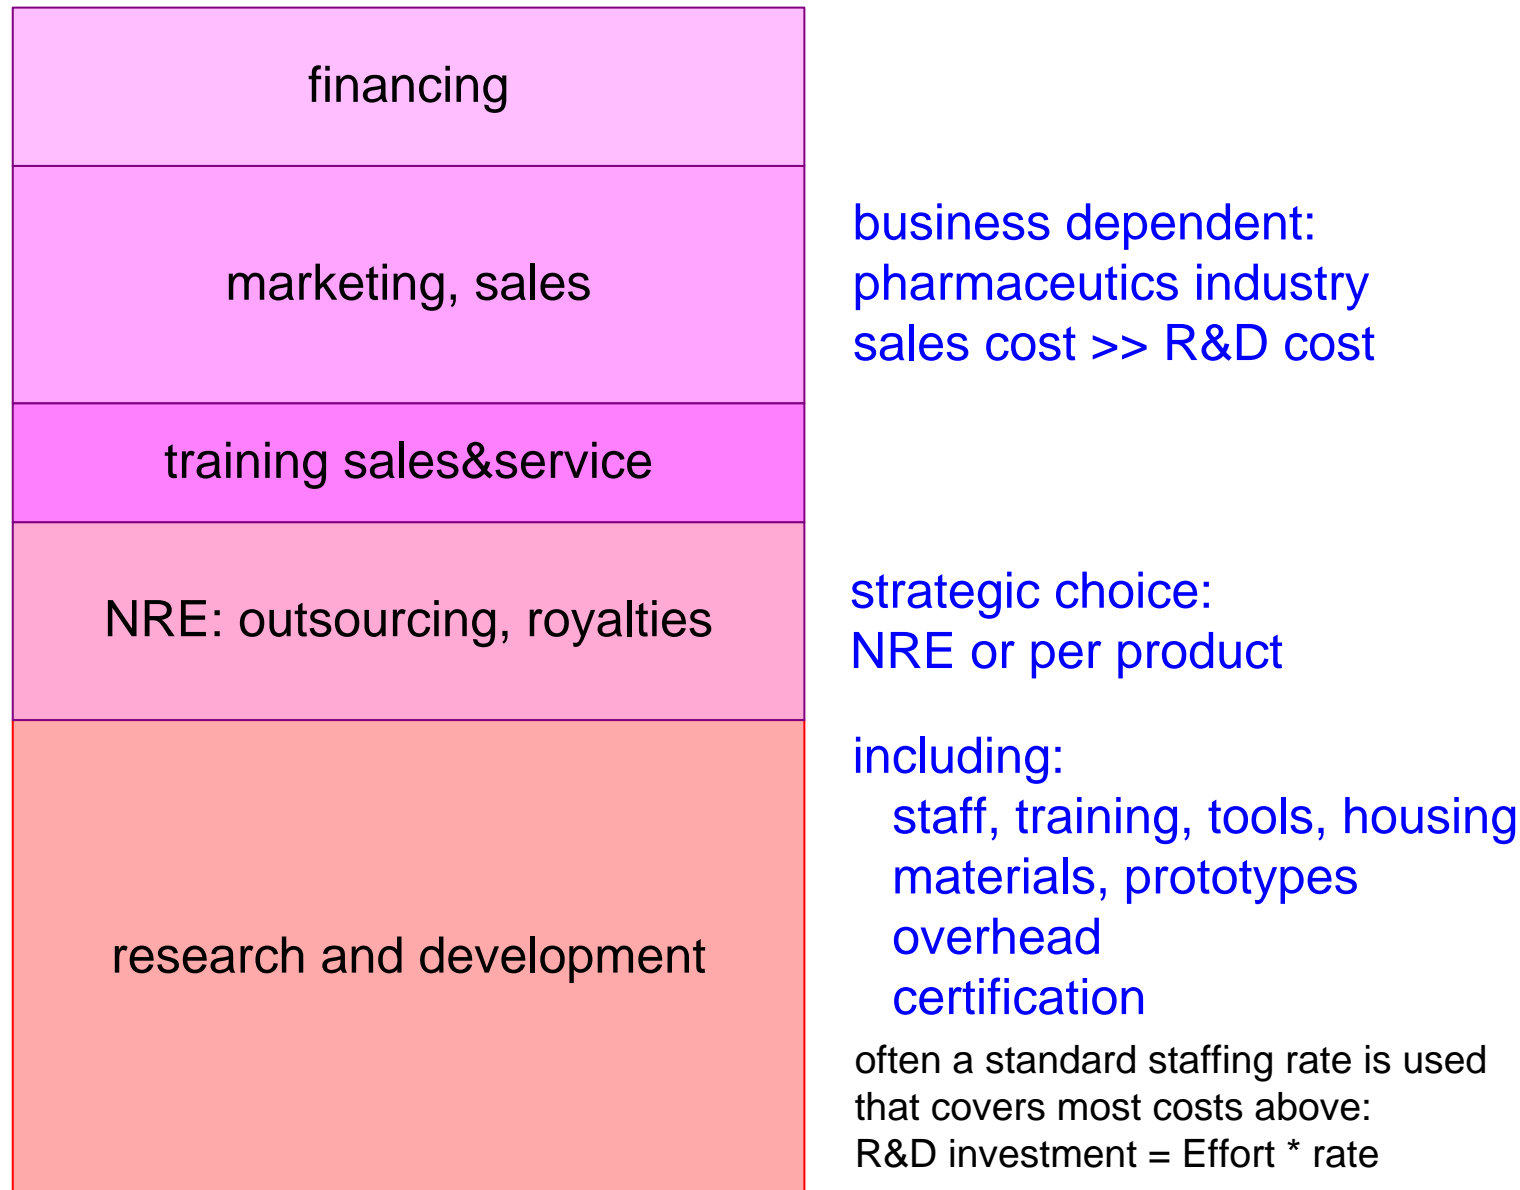 financing
marketing, sales
business dependent:
pharmaceutics industry
sales cost >> R&D cost
training sales&service
NRE: outsourcing, royalties
strategic choice:
NRE or per product
research and development
including:
staff, training, tools, housing
materials, prototypes
overhead
certification
often a standard staffing rate is used
that covers most costs above:
R&D investment = Effort * rate